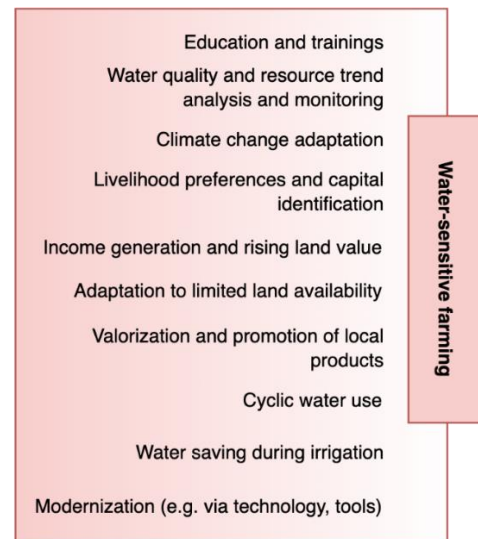 Education and trainings
Water quality and resource trend
analysis and monitoring
Climate change adaptation
Livelihood preferences and capital
identification
Income generation and rising land value
Adaptation to limited land availability
Valorization and promotion of local
products
Cyclic water use
Water saving during irrigation
Modernization (e.g. via technology, tools)
Water-sensitive farming